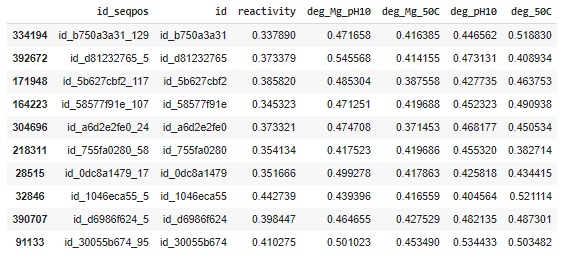 id_seqpos id reactivity deg_Mg_pH10 deg_Mg_50C deg_pH10 deg_50C
334194 id_b750a3a31_129 id_b750a3a31 0.337890 0.471658 0.416385 0.446562 0.518830
392672 id_d81232765_5 id_d81232765 0.373379 0.545568 0.414155 0.473131 0.408934
171948 id_5b627cbf2_117 id_5b627cbf2 0.385820 0.485304 0.387558 0.427735 0.463753
164223 id_58577f91e_107 id_58577f91e 0.345323 0.471251 0.419688 0.452323 0.490938
304696 id_a6d2e2fe0_24 id_a6d2e2fe0 0.373321 0.474708 0.371453 0.468177 0.450534
218311 id_755fa0280_58 id_755fa0280 0.354134 0.417523 0.419686 0.455320 0.382714
28515 id_0dc8a1479_17 id_0dc8a1479 0.351666 0.499278 0.417863 0.425818 0.434415
32846 id_1046eca55_5 id_1046eca55 0.442739 0.439396 0.416559 0.404564 0.521114
390707 id_d6986f624_5 id_d6986f624 0.398447 0.464655 0.427529 0.482135 0.487301
91133 id_30055b674_95 id_30055b674 0.410275 0.501023 0.453490 0.534433 0.503482